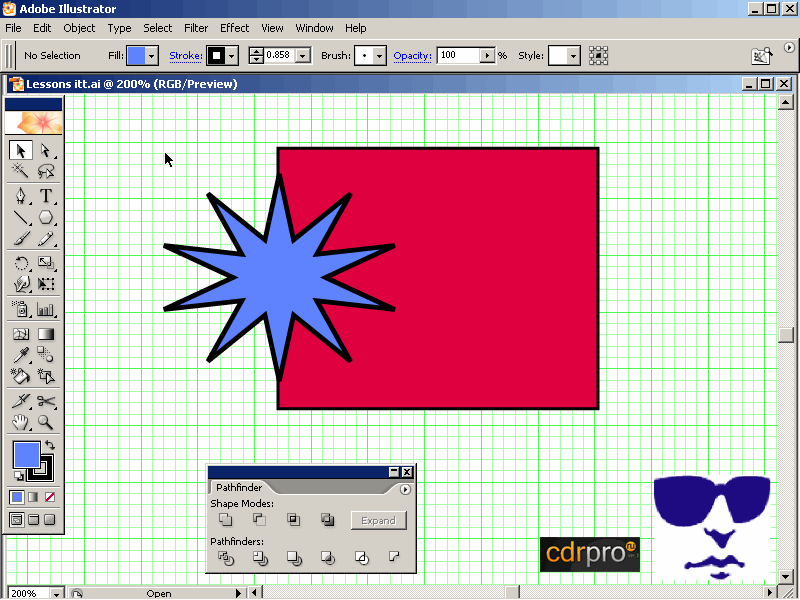 Adobe Illustrator
File Edit Object Type Select Filter Effect View Window Help
No Selection Fill: Stroke: 0.858 Brush: Opacity: 100 % Style:
Lessons itt.ai @ 200% (RGB/Preview)
T
Pathfinder
Shape Modes:
Expand
Pathfinders:
cdrpro
200% Open